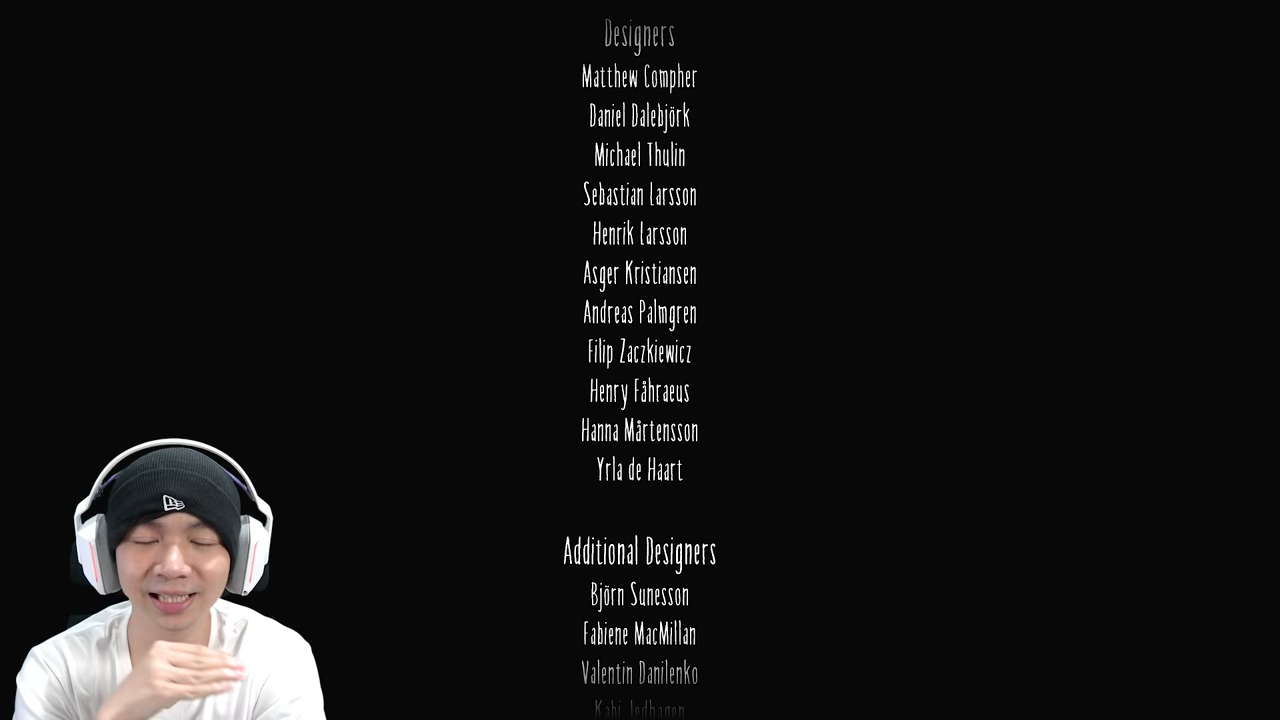 Designers
Matthew Compher
Daniel Dalebjörk
Michael Thulin
Sebastian Larsson
Henrik Larsson
Asger Kristiansen
Andreas Palmgren
Filip Zaczkiewicz
Henry Fåhraeus
Hanna Mårtensson
Yrla de Haart
Additional Designers
Björn Sunesson
Fabiene MacMillan
Valentin Danilenko